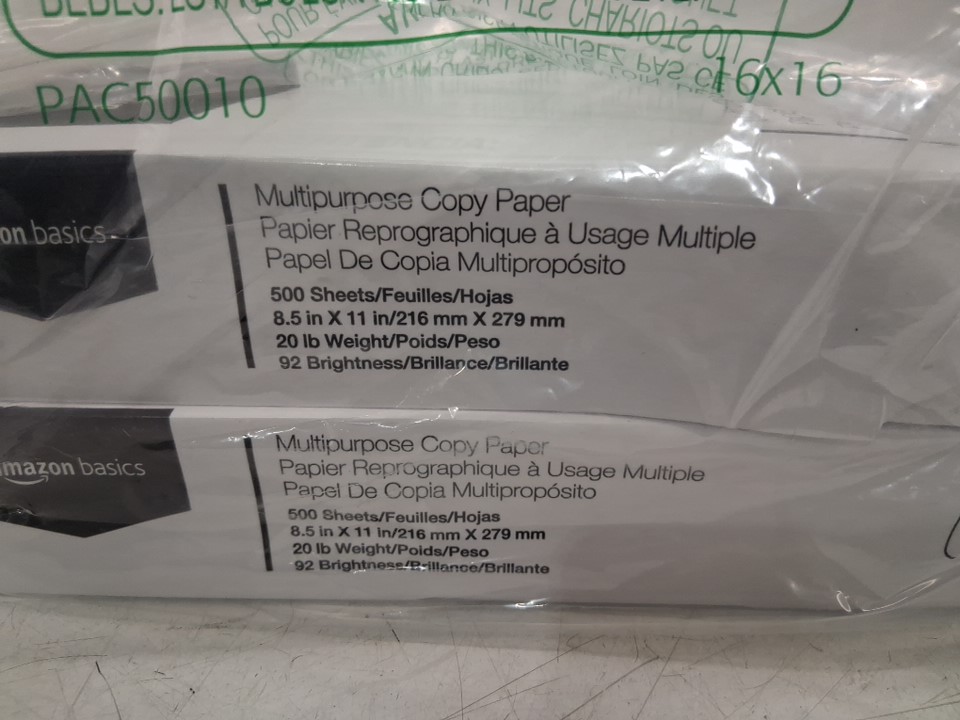 PAC50010
16x16
on basics
Multipurpose Copy Paper
Papier Reprographique à Usage Multiple
Papel De Copia Multipropósito
500 Sheets/Feuilles/Hojas
8.5 in X 11 in/216 mm X 279 mm
20 lb Weight/Poids/Peso
92 Brightness/Brillance/Brillante
mazon basics
Multipurpose Copy Paper
Papier Reprographique à Usage Multiple
Papel De Copia Multipropósito
500 Sheets/Feuilles/Hojas
8.5 in X 11 in/216 mm X 279 mm
20 lb Weight/Poids/Peso
92 Brightness/Brillance/Brillante